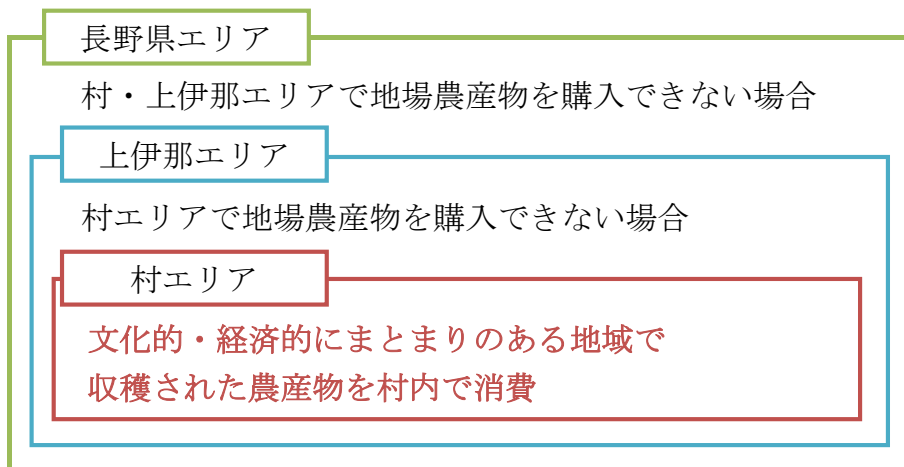 長野県エリア
村・上伊那エリアで地場農産物を購入できない場合
上伊那エリア
村エリアで地場農産物を購入できない場合
村エリア
文化的・経済的にまとまりのある地域で
収穫された農産物を村内で消費